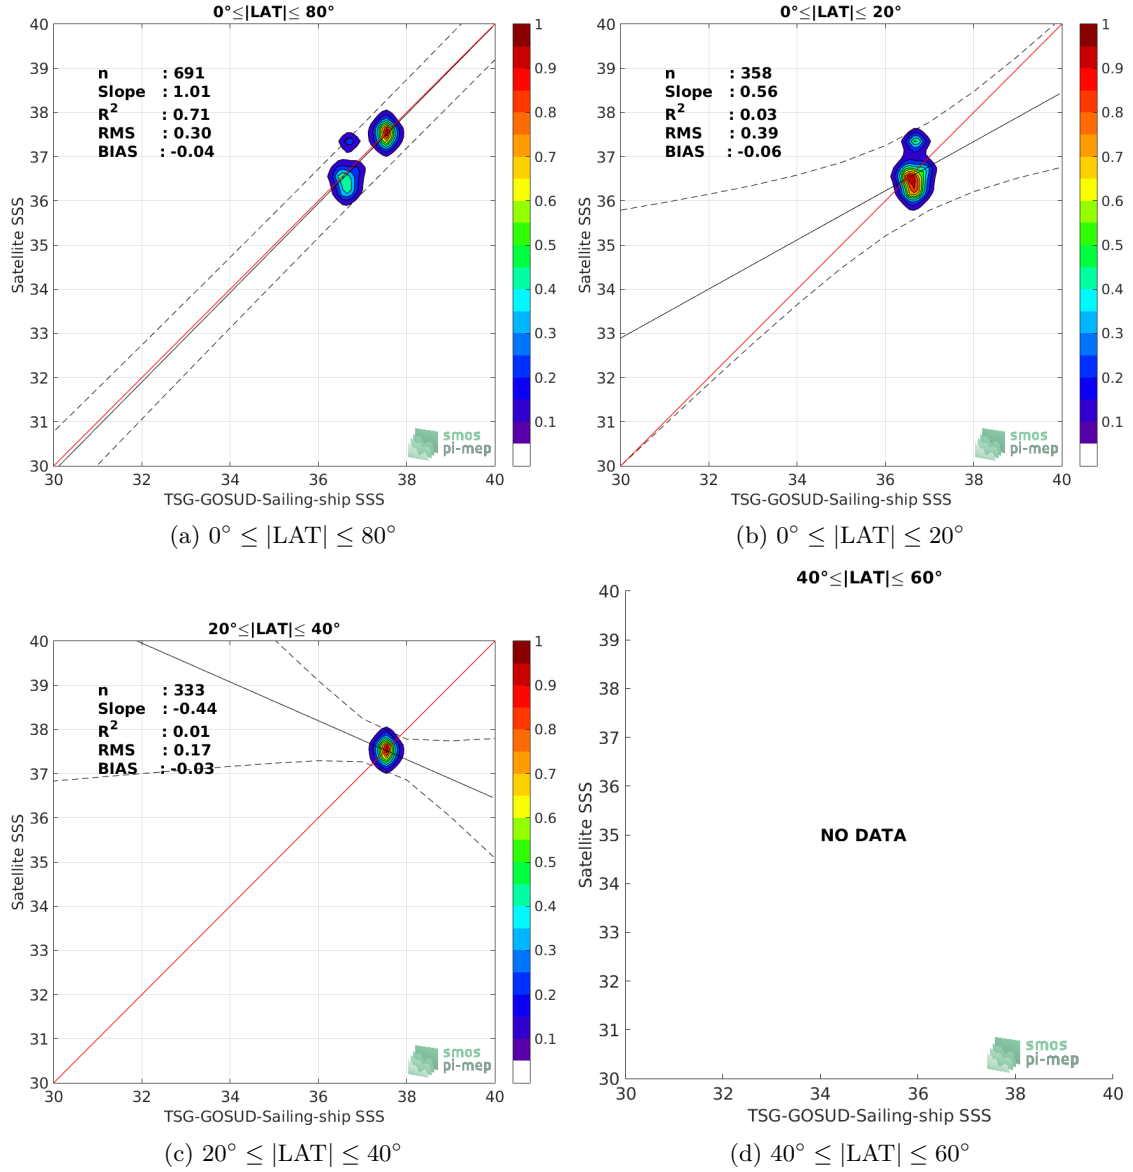 0°≤|LAT|≤ 80°
40
39
38
37
36
35
34
33
32
31
30
30 32 34 36 38 40
Satellite SSS
TSG-GOSUD-Sailing-ship SSS
n : 691
Slope : 1.01
R2 : 0.71
RMS : 0.30
BIAS : -0.04
1
0.9
0.8
0.7
0.6
0.5
0.4
0.3
0.2
0.1
smos
pi-mep
(a) 0° ≤ |LAT| ≤ 80°
0°≤|LAT|≤ 20°
40
39
38
37
36
35
34
33
32
31
30
30 32 34 36 38 40
Satellite SSS
TSG-GOSUD-Sailing-ship SSS
n : 358
Slope : 0.56
R2 : 0.03
RMS : 0.39
BIAS : -0.06
1
0.9
0.8
0.7
0.6
0.5
0.4
0.3
0.2
0.1
smos
pi-mep
(b) 0° ≤ |LAT| ≤ 20°
20°≤|LAT|≤ 40°
40
39
38
37
36
35
34
33
32
31
30
30 32 34 36 38 40
Satellite SSS
TSG-GOSUD-Sailing-ship SSS
n : 333
Slope : -0.44
R2 : 0.01
RMS : 0.17
BIAS : -0.03
1
0.9
0.8
0.7
0.6
0.5
0.4
0.3
0.2
0.1
smos
pi-mep
(c) 20° ≤ |LAT| ≤ 40°
40°≤|LAT|≤ 60°
40
39
38
37
36
35
34
33
32
31
30
30 32 34 36 38 40
Satellite SSS
TSG-GOSUD-Sailing-ship SSS
NO DATA
smos
pi-mep
(d) 40° ≤ |LAT| ≤ 60°